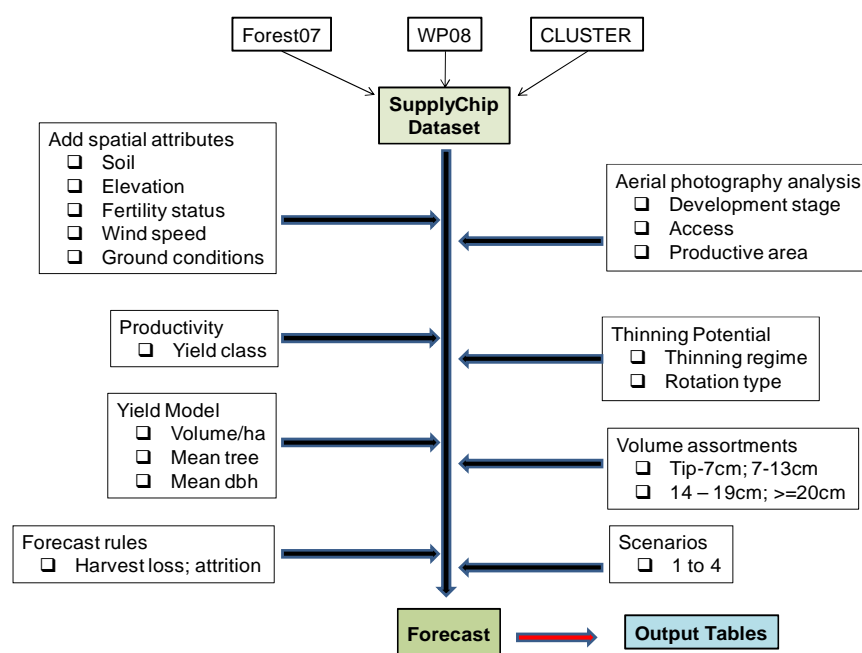 Forest07
WP08
CLUSTER
SupplyChip
Dataset
Add spatial attributes
❑ Soil
❑ Elevation
❑ Fertility status
❑ Wind speed
❑ Ground conditions
Aerial photography analysis
❑ Development stage
❑ Access
❑ Productive area
Productivity
❑ Yield class
Thinning Potential
❑ Thinning regime
❑ Rotation type
Yield Model
❑ Volume/ha
❑ Mean tree
❑ Mean dbh
Volume assortments
❑ Tip-7cm; 7-13cm
❑ 14 – 19cm; >=20cm
Forecast rules
❑ Harvest loss; attrition
Scenarios
❑ 1 to 4
Forecast
Output Tables